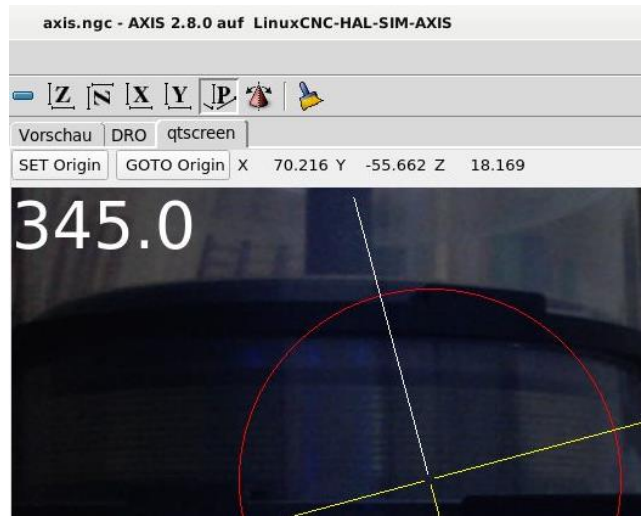 axis.ngc - AXIS 2.8.0 auf LinuxCNC-HAL-SIM-AXIS
Z N X Y P
Vorschau DRO qtscreen
SET Origin GOTO Origin X 70.216 Y -55.662 Z 18.169
345.0